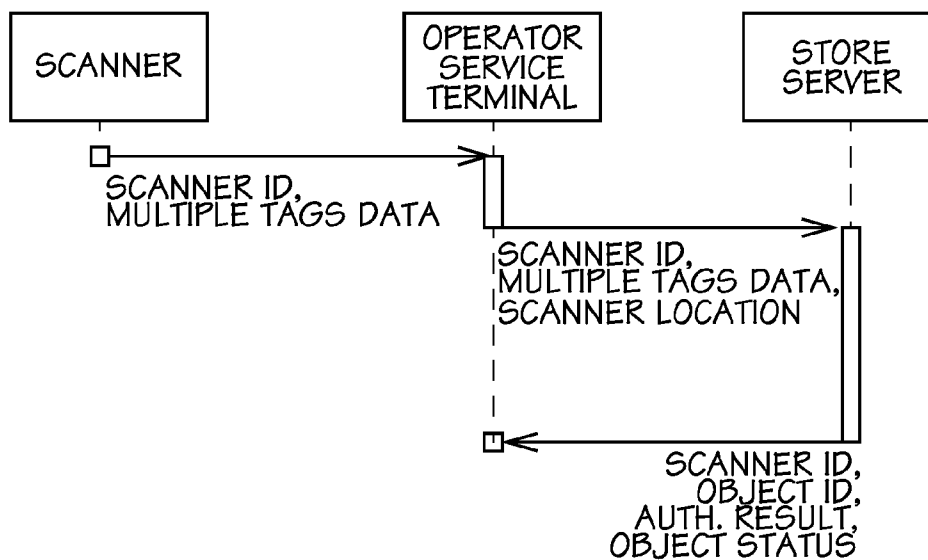 SCANNER
OPERATOR
SERVICE
TERMINAL
STORE
SERVER
SCANNER ID,
MULTIPLE TAGS DATA
SCANNER ID,
MULTIPLE TAGS DATA,
SCANNER LOCATION
SCANNER ID,
OBJECT ID,
AUTH. RESULT,
OBJECT STATUS